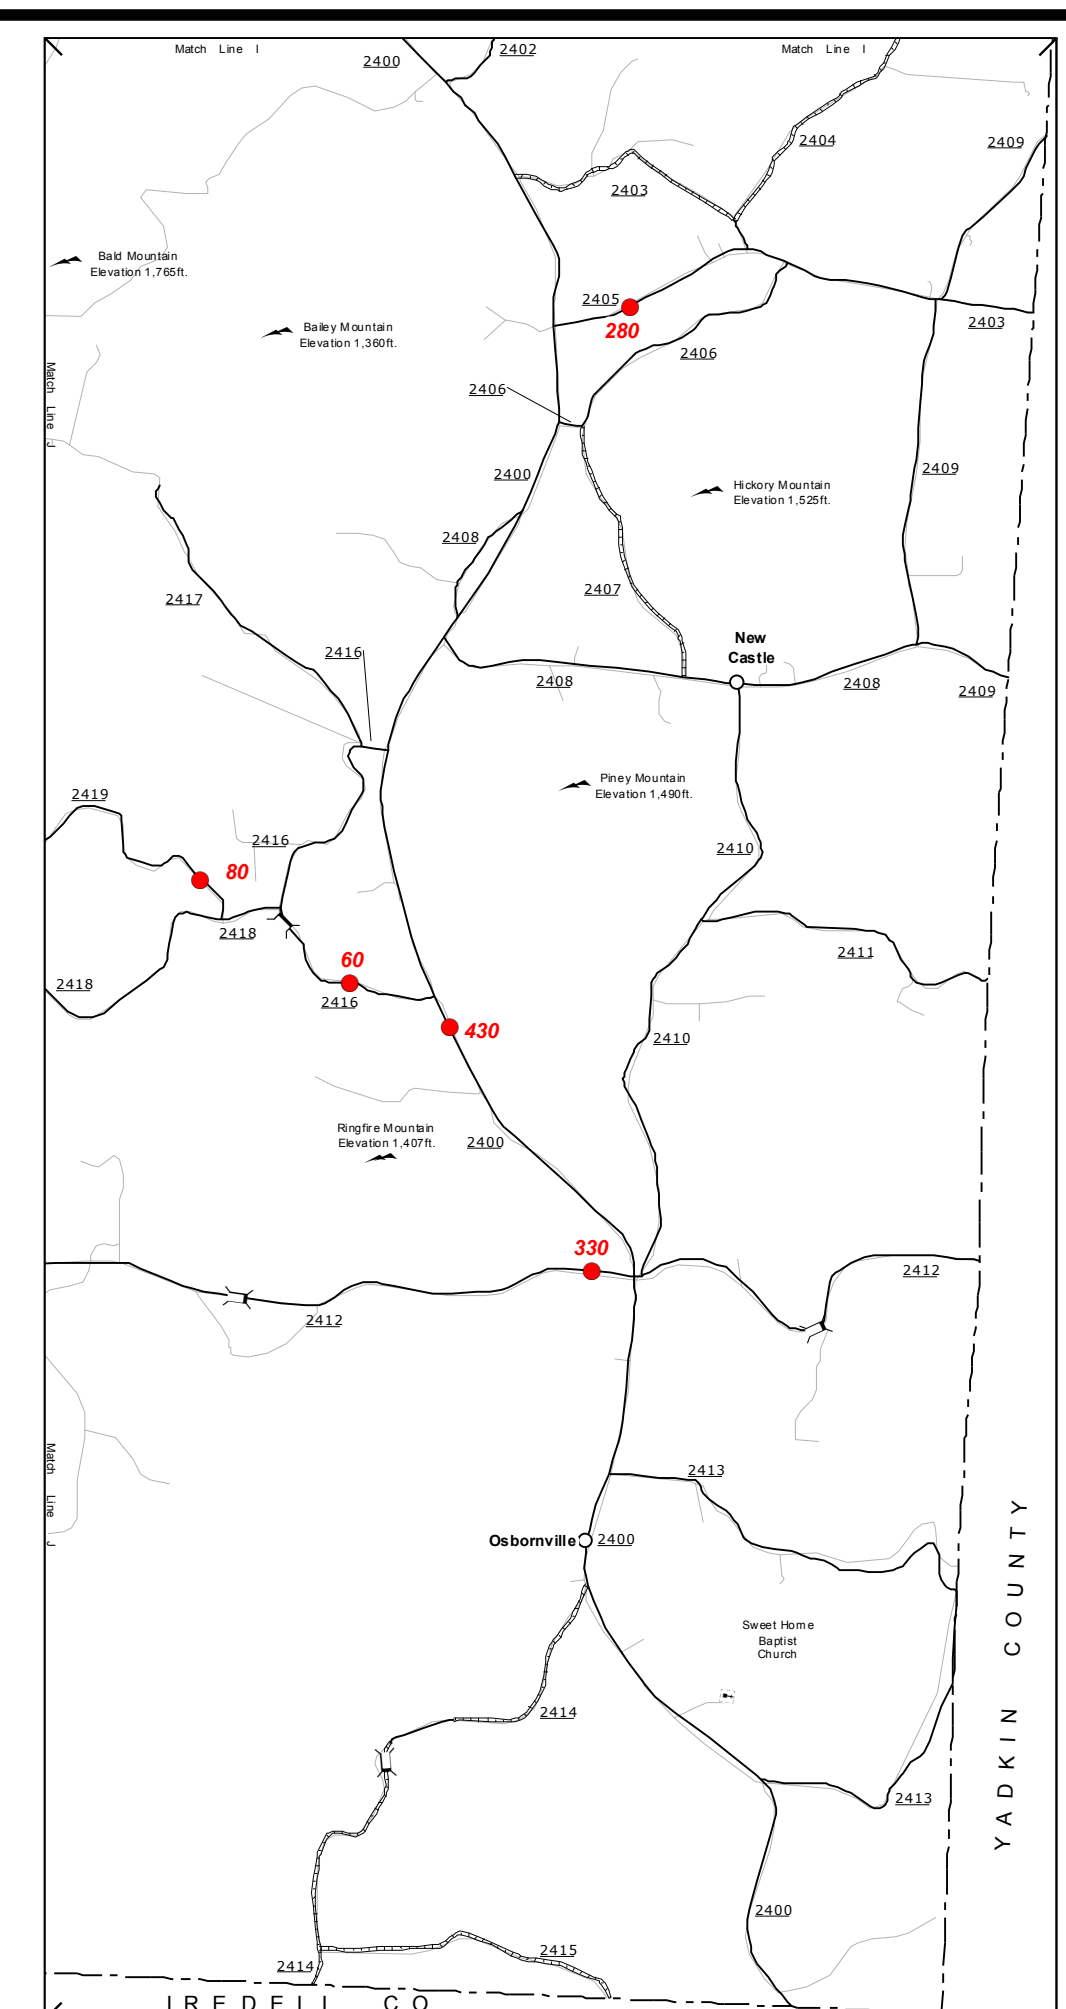 Match Line I
Match Line I
2402
2400
2404
2409
2403
Bald Mountain
Elevation 1,765ft.
2405
280
Bailey Mountain
Elevation 1,360ft.
2403
2406
2406
Match Line J
2400
2409
Hickory Mountain
Elevation 1,525ft.
2408
2407
2417
New
Castle
2416
2408
2408
2409
Piney Mountain
Elevation 1,490ft.
2419
2416
2410
80
2418
2411
60
2418
2416
430
2410
Ringfire Mountain
Elevation 1,407ft.
2400
330
2412
2412
Match Line J
2413
Osbornville
2400
YADKIN COUNTY
Sweet Home
Baptist
Church
2414
2413
2400
2415
2414
IREDELL CO